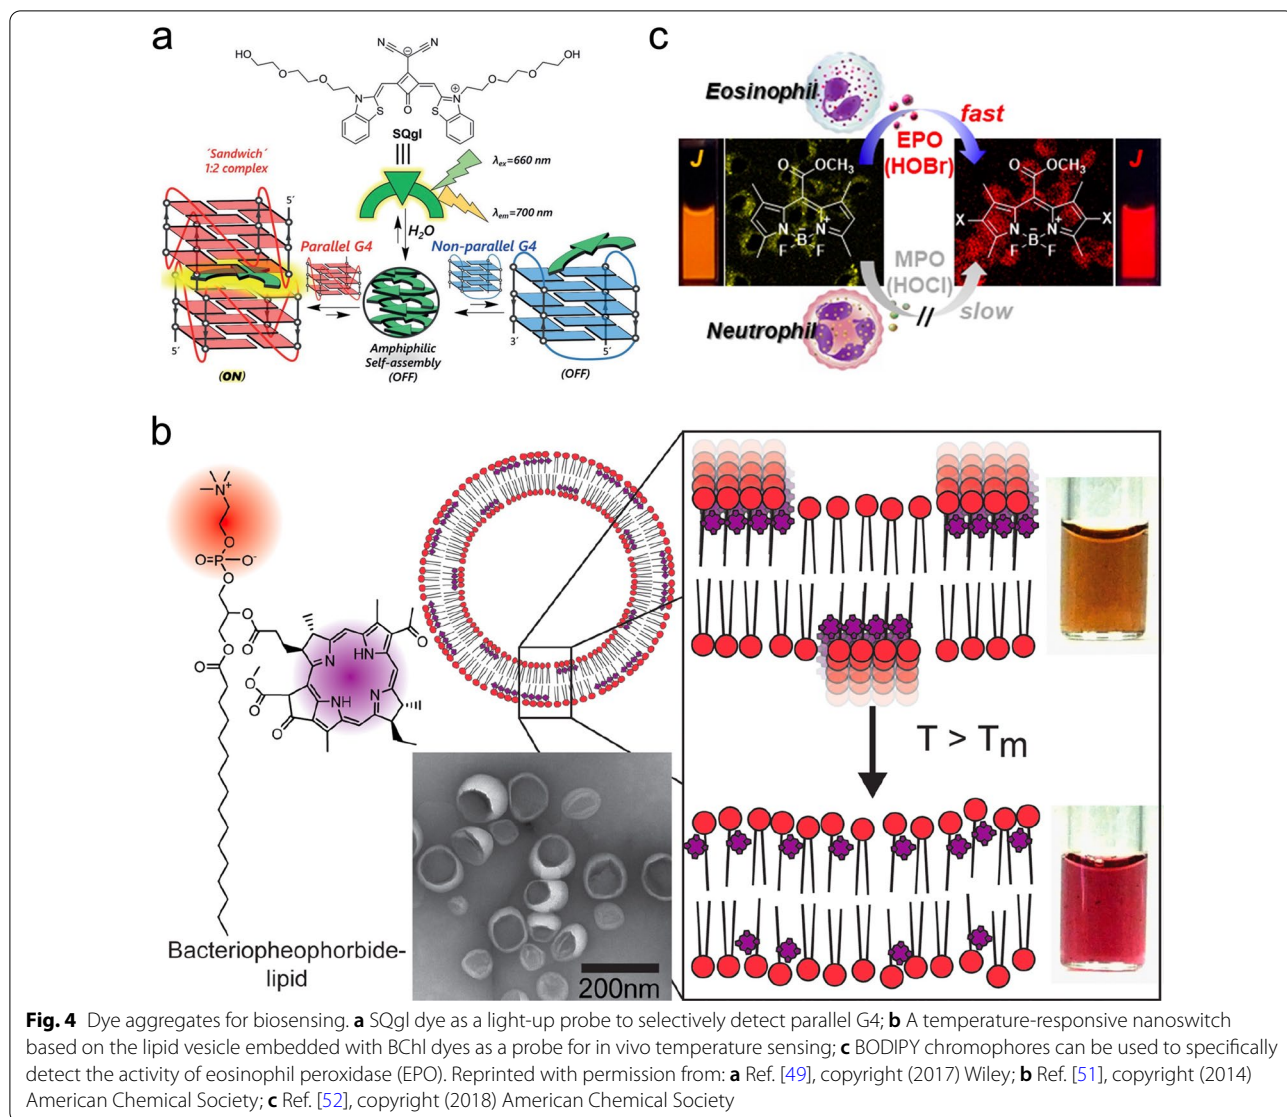 a
N
N
HO
O
O
O
O
OH
N
S
O
N
S
SQgl
'Sandwich'
1:2 complex
5'
5'
λex=660 nm
λem=700 nm
H2O
Parallel G4
Non-parallel G4
3'
5'
(ON)
Amphiphilic
Self-assembly
(OFF)
(OFF)
c
Eosinophil
fast
EPO
(HOBr)
J
J
O
OCH3
N
N
B
F
F
O
OCH3
X
X
N
N
B
F
F
MPO
(HOCl)
slow
Neutrophil
b
N+
O
O=P-O-
O
O
O
O
O
N
HN
O
O
O
NH
N
O
Bacteriopheophorbide-
lipid
200nm
T > Tm
Fig. 4 Dye aggregates for biosensing. a SQgl dye as a light-up probe to selectively detect parallel G4; b A temperature-responsive nanoswitch
based on the lipid vesicle embedded with BChl dyes as a probe for in vivo temperature sensing; c BODIPY chromophores can be used to specifically
detect the activity of eosinophil peroxidase (EPO). Reprinted with permission from: a Ref. [49], copyright (2017) Wiley; b Ref. [51], copyright (2014)
American Chemical Society; c Ref. [52], copyright (2018) American Chemical Society